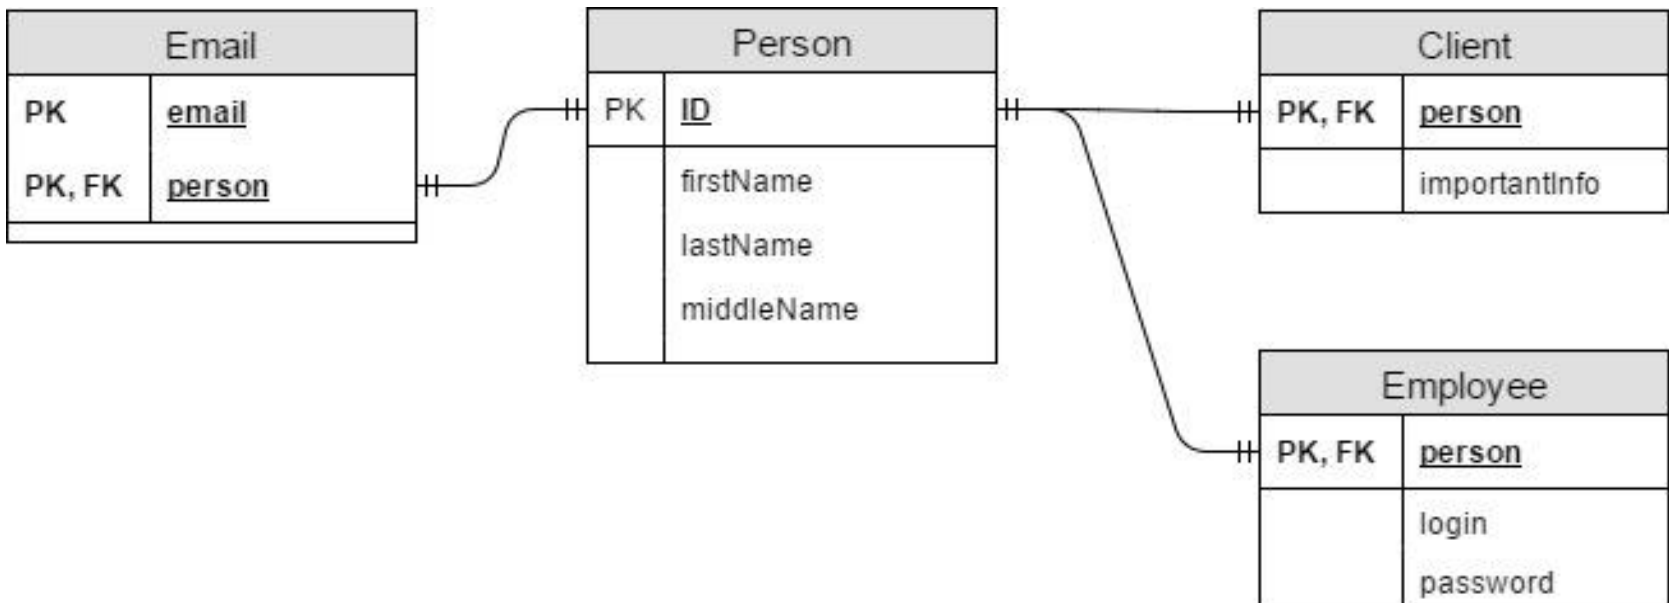 Email
PK email
PK, FK person
Person
PK ID
firstName
lastName
middleName
Client
PK, FK person
importantInfo
Employee
PK, FK person
login
password